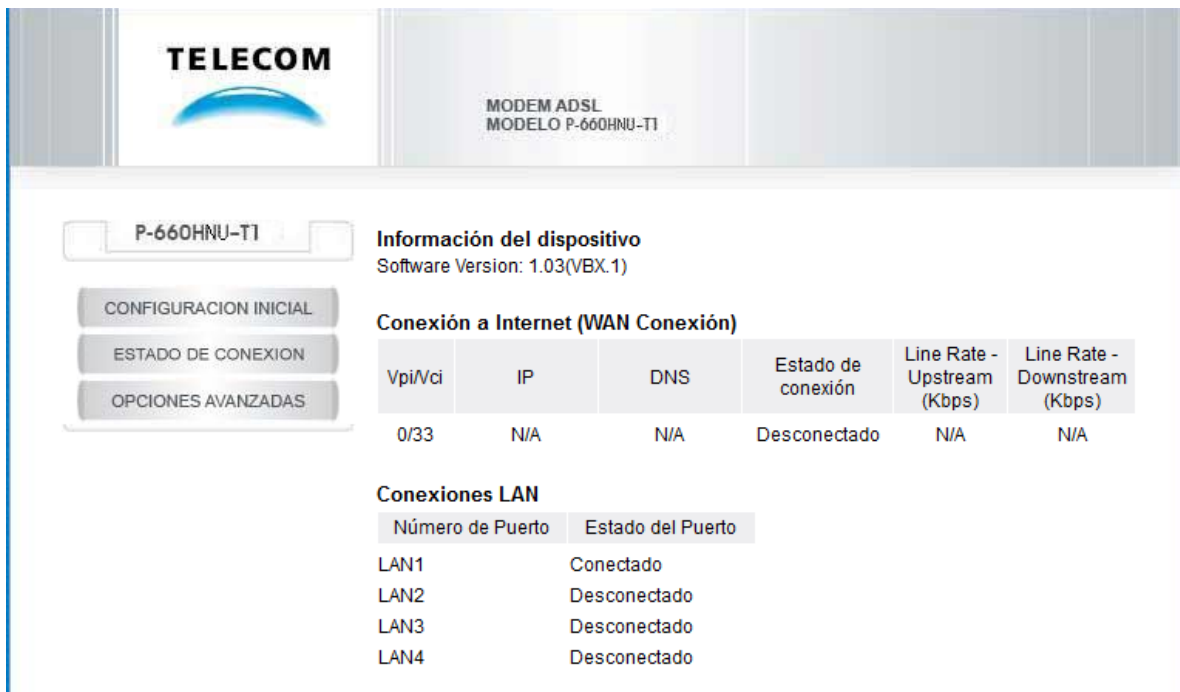 TELECOM
MODEM ADSL
MODELO P-660HNU-T1
P-660HNU-T1
CONFIGURACION INICIAL
ESTADO DE CONEXION
OPCIONES AVANZADAS
Información del dispositivo
Software Version: 1.03(VBX.1)
Conexión a Internet (WAN Conexión)
Vpi/Vci IP DNS Estado de conexión Line Rate - Upstream (Kbps) Line Rate - Downstream (Kbps)
0/33 N/A N/A Desconectado N/A N/A
Conexiones LAN
Número de Puerto Estado del Puerto
LAN1 Conectado
LAN2 Desconectado
LAN3 Desconectado
LAN4 Desconectado